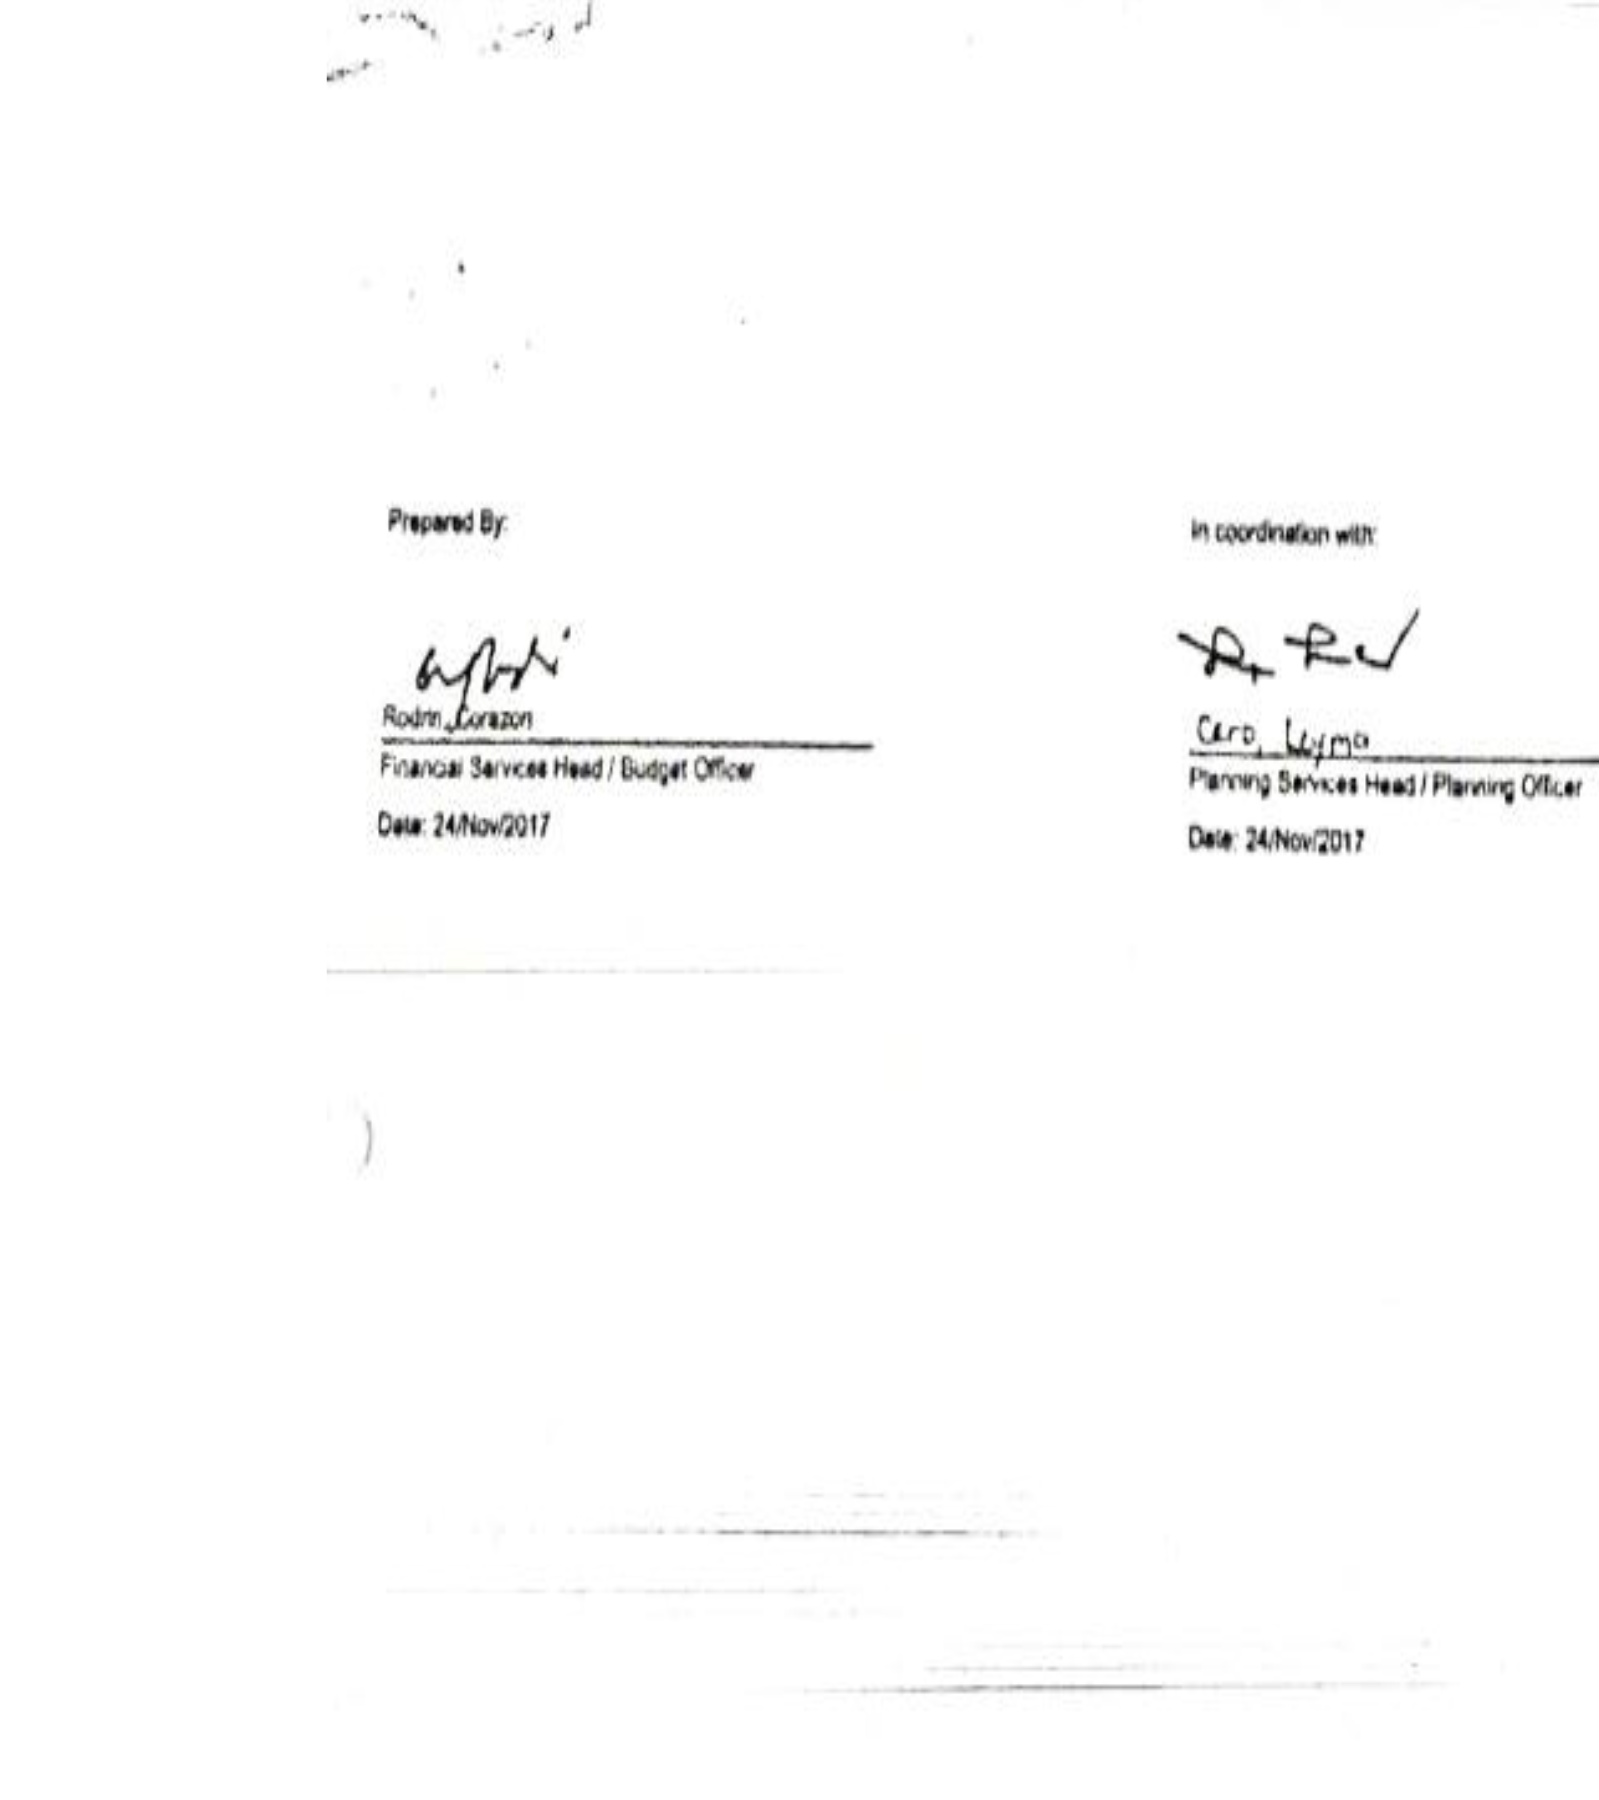 Prepared By:
Rodrin, Corazon
Financial Services Head / Budget Officer
Date: 24/Nov/2017
In coordination with:
Caro, Leyma
Planning Services Head / Planning Officer
Date: 24/Nov/2017